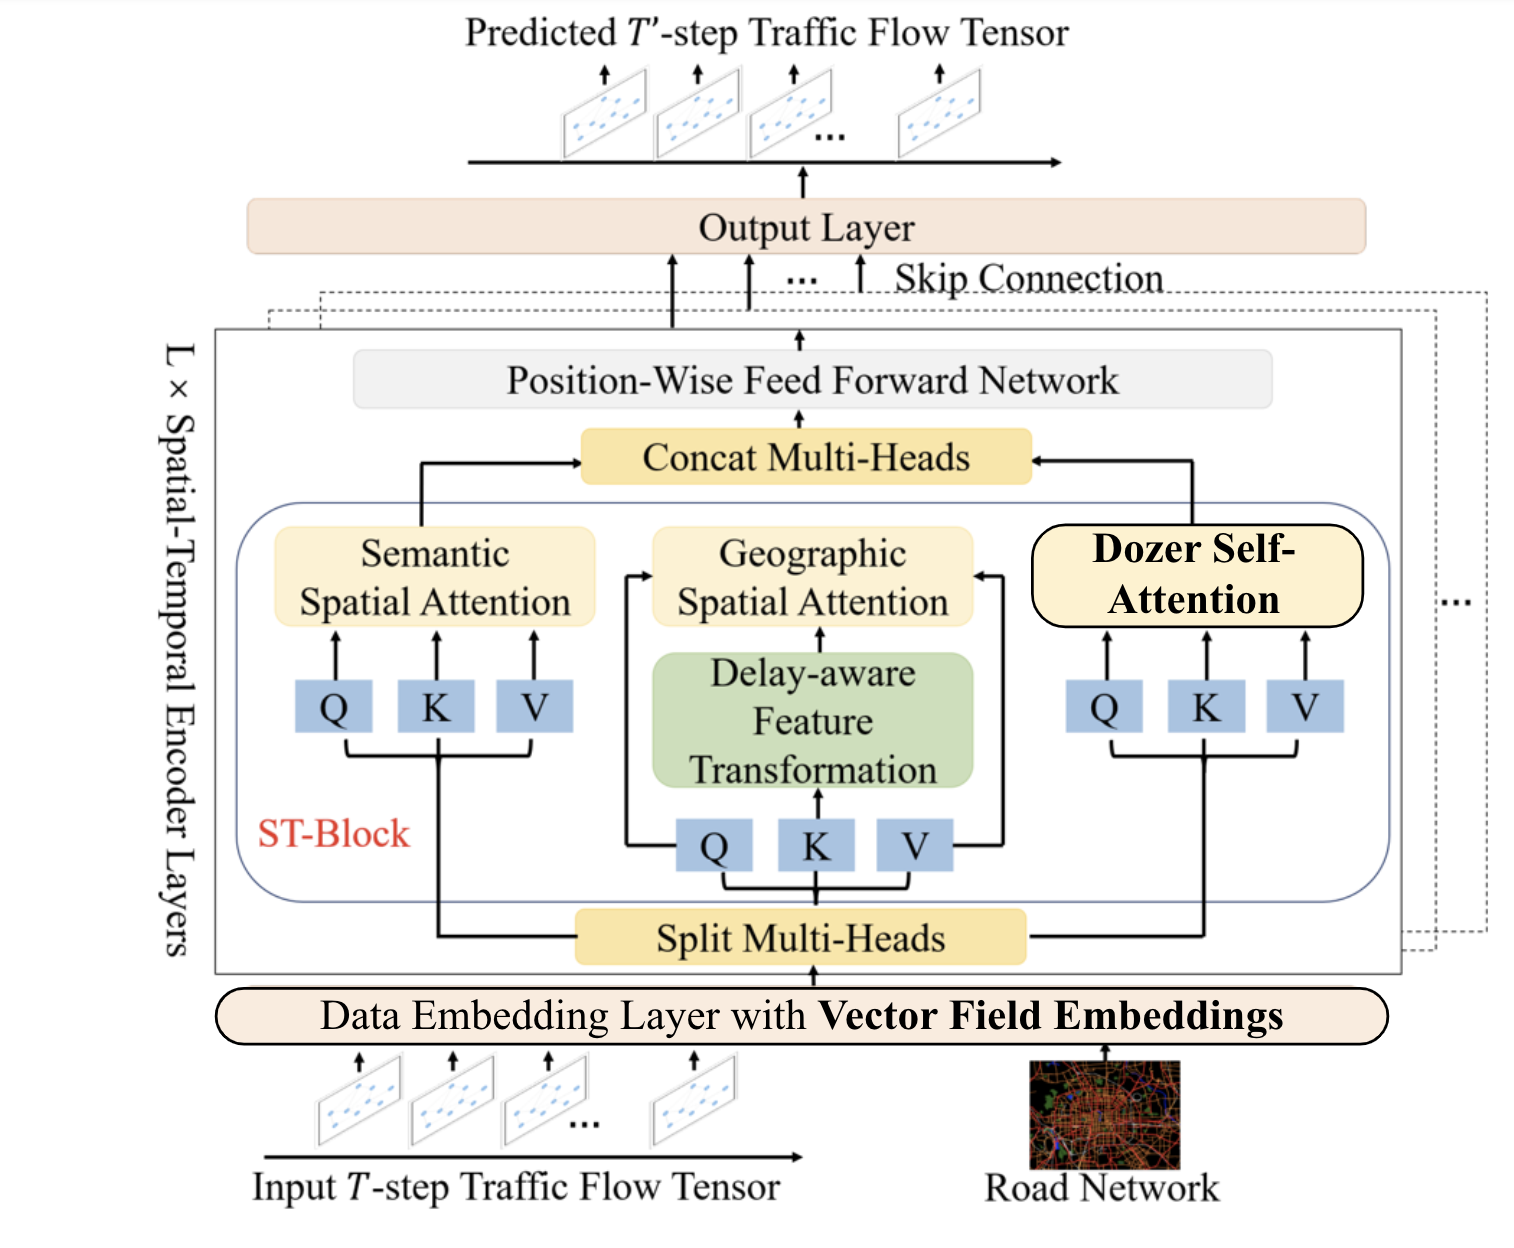 Predicted T'-step Traffic Flow Tensor
...
Output Layer
...
Skip Connection
L × Spatial-Temporal Encoder Layers
Position-Wise Feed Forward Network
Concat Multi-Heads
Semantic
Spatial Attention
Geographic
Spatial Attention
Dozer Self-
Attention
...
Delay-aware
Feature
Transformation
Q K V
Q K V
ST-Block
Q K V
Split Multi-Heads
Data Embedding Layer with Vector Field Embeddings
...
Input T-step Traffic Flow Tensor
Road Network